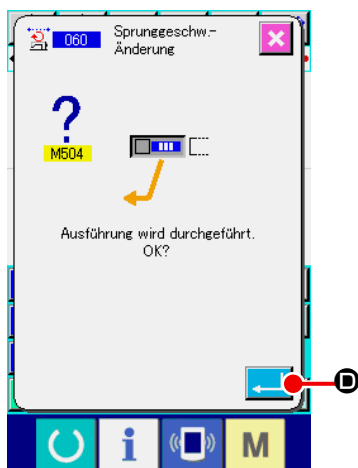 060
Sprunggeschw.-
Änderung
?
M504
Ausführung wird durchgeführt.
OK?
D
i
M